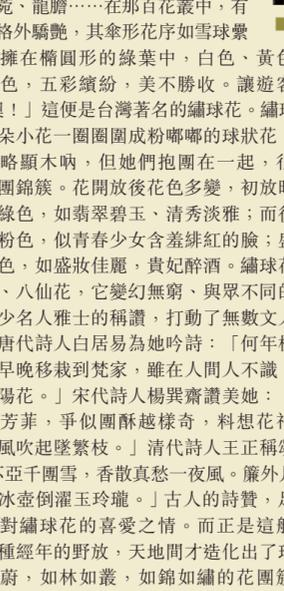 菀、龍膽……在那百花叢中，有
格外驕艷，其傘形花序如雪球纍
擁在橢圓形的綠葉中，白色、黃色
色，五彩繽紛，美不勝收。讓遊客
！」這便是台灣著名的繡球花。繡
朵小花一圈圈圍成粉嘟嘟的球狀花
略顯木吶，但她們抱團在一起，
團錦簇。花開放後花色多變，初放
綠色，如翡翠碧玉、清秀淡雅；而
粉色，似青春少女含羞緋紅的臉；
色，如盛妝佳麗，貴妃醉酒。繡球
、八仙花，它變幻無窮、與眾不同的
少名人雅士的稱讚，打動了無數文人
唐代詩人白居易為她吟詩：「何年
早晚移栽到梵家，雖在人間人不識
陽花。」宋代詩人楊巽齋讚美她：
芳菲，爭似團酥越樣奇，料想花神
風吹起墜繁枝。」清代詩人王正稱
不亞千團雪，香散真愁一夜風。簾外
冰壺倒濯玉玲瓏。」古人的詩贊，
對繡球花的喜愛之情。而正是這
種經年的野放，天地間才造化出了
蔚，如林如叢，如錦如繡的花團